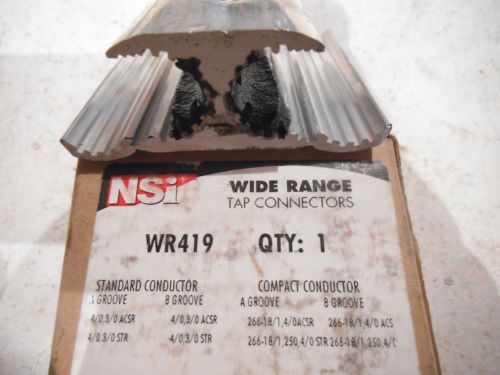 NSi WIDE RANGE
TAP CONNECTORS
WR419 QTY: 1
STANDARD CONDUCTOR COMPACT CONDUCTOR
A GROOVE B GROOVE A GROOVE B GROOVE
4/0,3/0 ACSR 4/0,3/0 ACSR 266-18/1,4/0ACSR 266-18/1,4/0 ACS
4/0,3/0 STR 4/0,3/0 STR 266-18/1,250,4/0 STR 266-18/1,250,4/C